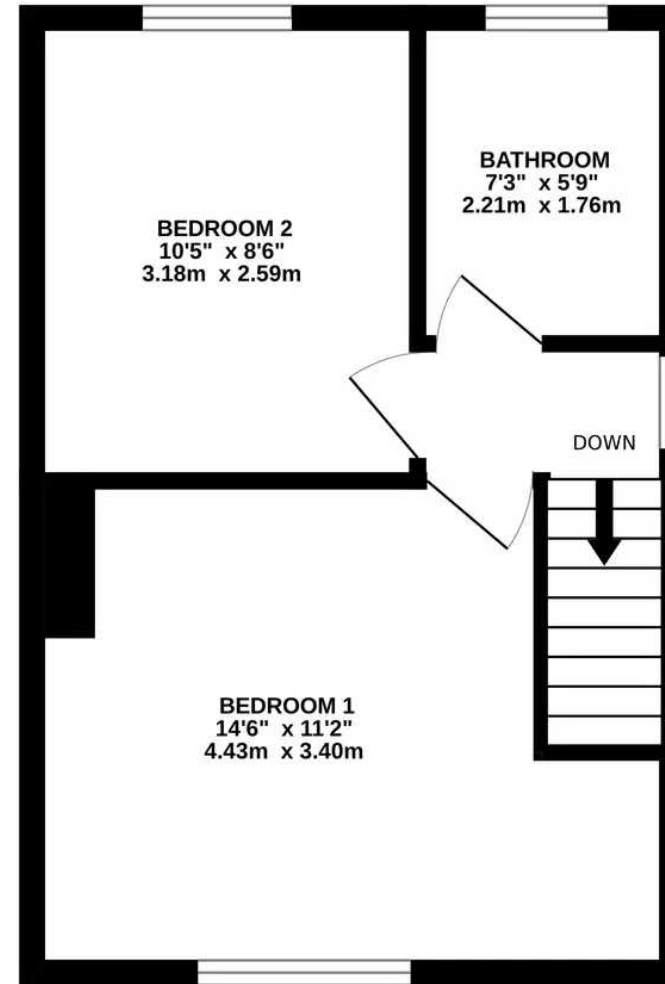 BATHROOM
7'3" x 5'9"
2.21m x 1.76m
BEDROOM 2
10'5" x 8'6"
3.18m x 2.59m
DOWN
BEDROOM 1
14'6" x 11'2"
4.43m x 3.40m